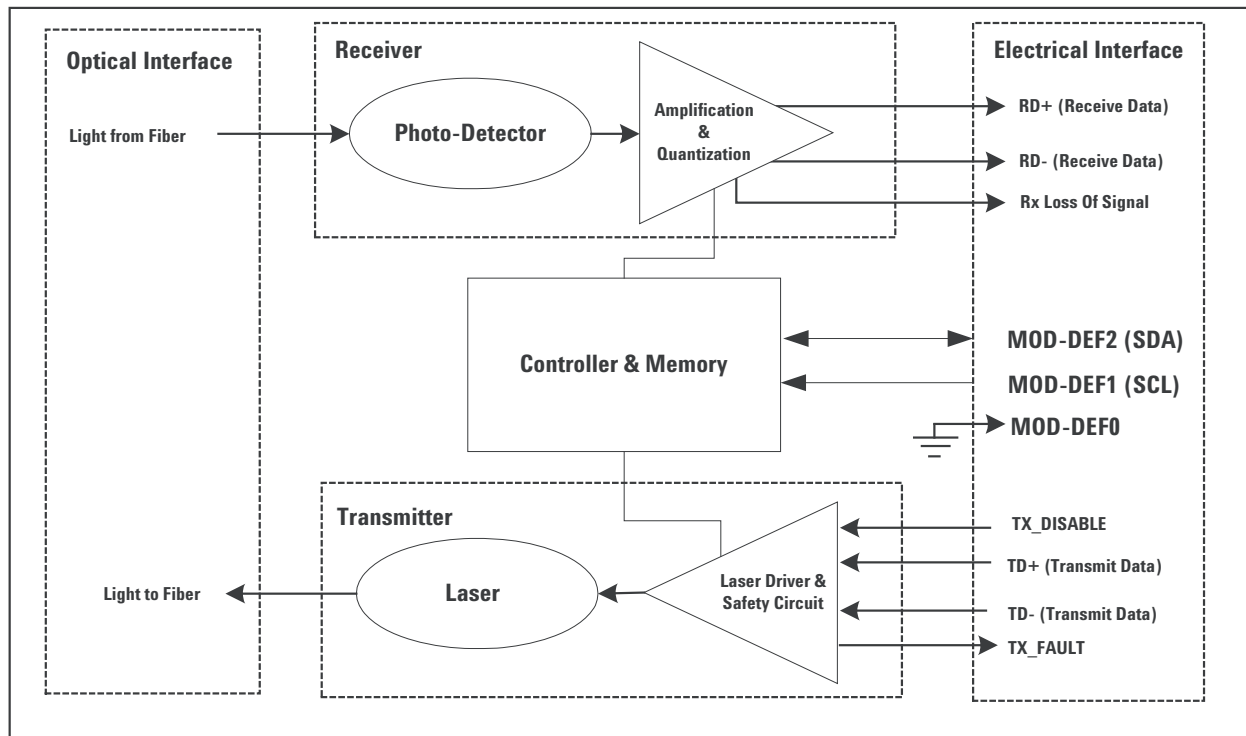 Optical Interface
Receiver
Electrical Interface
Light from Fiber
Photo-Detector
Amplification
&
Quantization
RD+ (Receive Data)
RD- (Receive Data)
Rx Loss Of Signal
Controller & Memory
MOD-DEF2 (SDA)
MOD-DEF1 (SCL)
MOD-DEF0
Transmitter
Light to Fiber
Laser
Laser Driver &
Safety Circuit
TX_DISABLE
TD+ (Transmit Data)
TD- (Transmit Data)
TX_FAULT